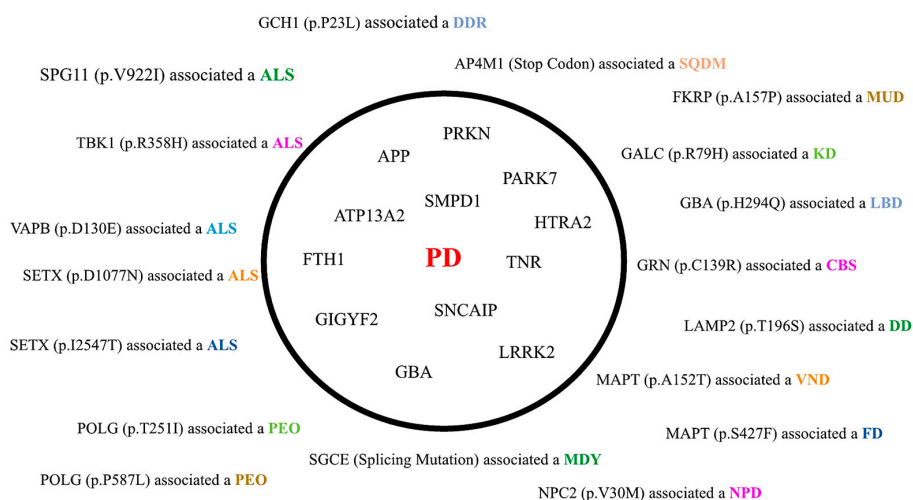 GCH1 (p.P23L) associated a DDR
AP4M1 (Stop Codon) associated a SQDM
SPG11 (p.V922I) associated a ALS
FKRP (p.A157P) associated a MUD
TBK1 (p.R358H) associated a ALS
GALC (p.R79H) associated a KD
VAPB (p.D130E) associated a ALS
GBA (p.H294Q) associated a LBD
SETX (p.D1077N) associated a ALS
GRN (p.C139R) associated a CBS
SETX (p.I2547T) associated a ALS
LAMP2 (p.T196S) associated a DD
MAPT (p.A152T) associated a VND
POLG (p.T251I) associated a PEO
MAPT (p.S427F) associated a FD
SGCE (Splicing Mutation) associated a MDY
POLG (p.P587L) associated a PEO
NPC2 (p.V30M) associated a NPD
PRKN
APP
PARK7
SMPD1
ATP13A2
HTRA2
FTH1
PD
TNR
SNCAIP
GIGYF2
LRRK2
GBA